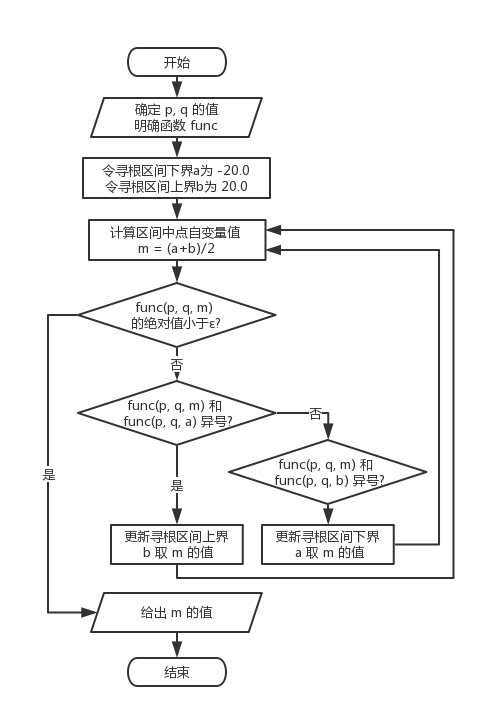 开始
确定 p, q 的值
明确函数 func
令寻根区间下界a为 -20.0
令寻根区间上界b为 20.0
计算区间中点自变量值
m = (a+b)/2
func(p, q, m)
的绝对值小于ε?
否
func(p, q, m) 和
func(p, q, a) 异号?
否
func(p, q, m) 和
func(p, q, b) 异号?
是
是
更新寻根区间上界
b 取 m 的值
更新寻根区间下界
a 取 m 的值
给出 m 的值
结束